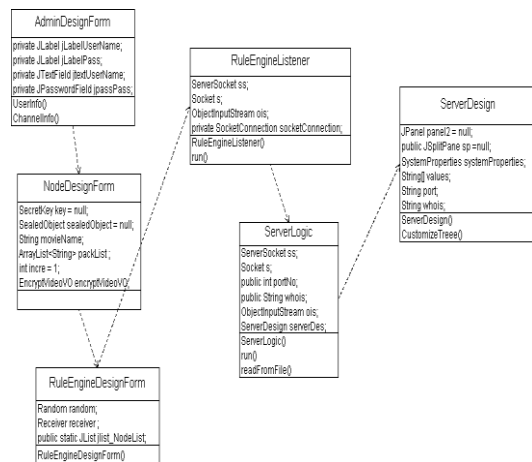 AdminDesignForm
private JLabel jLabelUserName;
private JLabel jLabelPass;
private JTextField jtextUserName;
private JPasswordField jpassPass;
UserInfo()
ChannelInfo()
NodeDesignForm
SecretKey key = null;
SealedObject sealedObject = null;
String movieName;
ArrayList<String> packList ;
int incre = 1;
EncryptVideoVO encryptVideoVO;
RuleEngineDesignForm
Random random;
Receiver receiver ;
public static JList jlist_NodeList;
RuleEngineDesignForm()
RuleEngineListener
ServerSocket ss;
Socket s;
ObjectInputStream ois;
private SocketConnection socketConnection;
RuleEngineListener()
run()
ServerLogic
ServerSocket ss;
Socket s;
public int portNo;
public String whois;
ObjectInputStream ois;
ServerDesign serverDes;
ServerLogic()
run()
readFromFile()
ServerDesign
JPanel panel2 = null;
public JSplitPane sp =null;
SystemProperties systemProperties;
String[] values;
String port;
String whois;
ServerDesign()
CustomizeTreee()